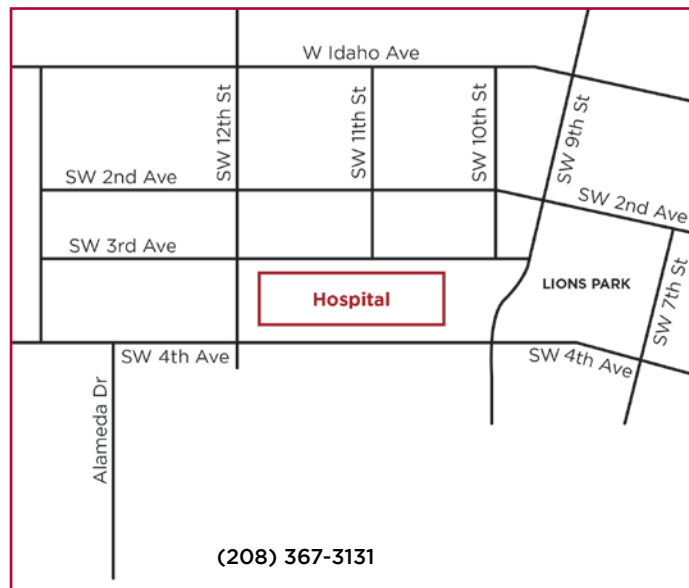 W Idaho Ave
SW 12th St
SW 11th St
SW 10th St
SW 9th St
SW 2nd Ave
SW 2nd Ave
SW 3rd Ave
Hospital
LIONS PARK
SW 7th St
SW 4th Ave
SW 4th Ave
Alameda Dr
(208) 367-3131